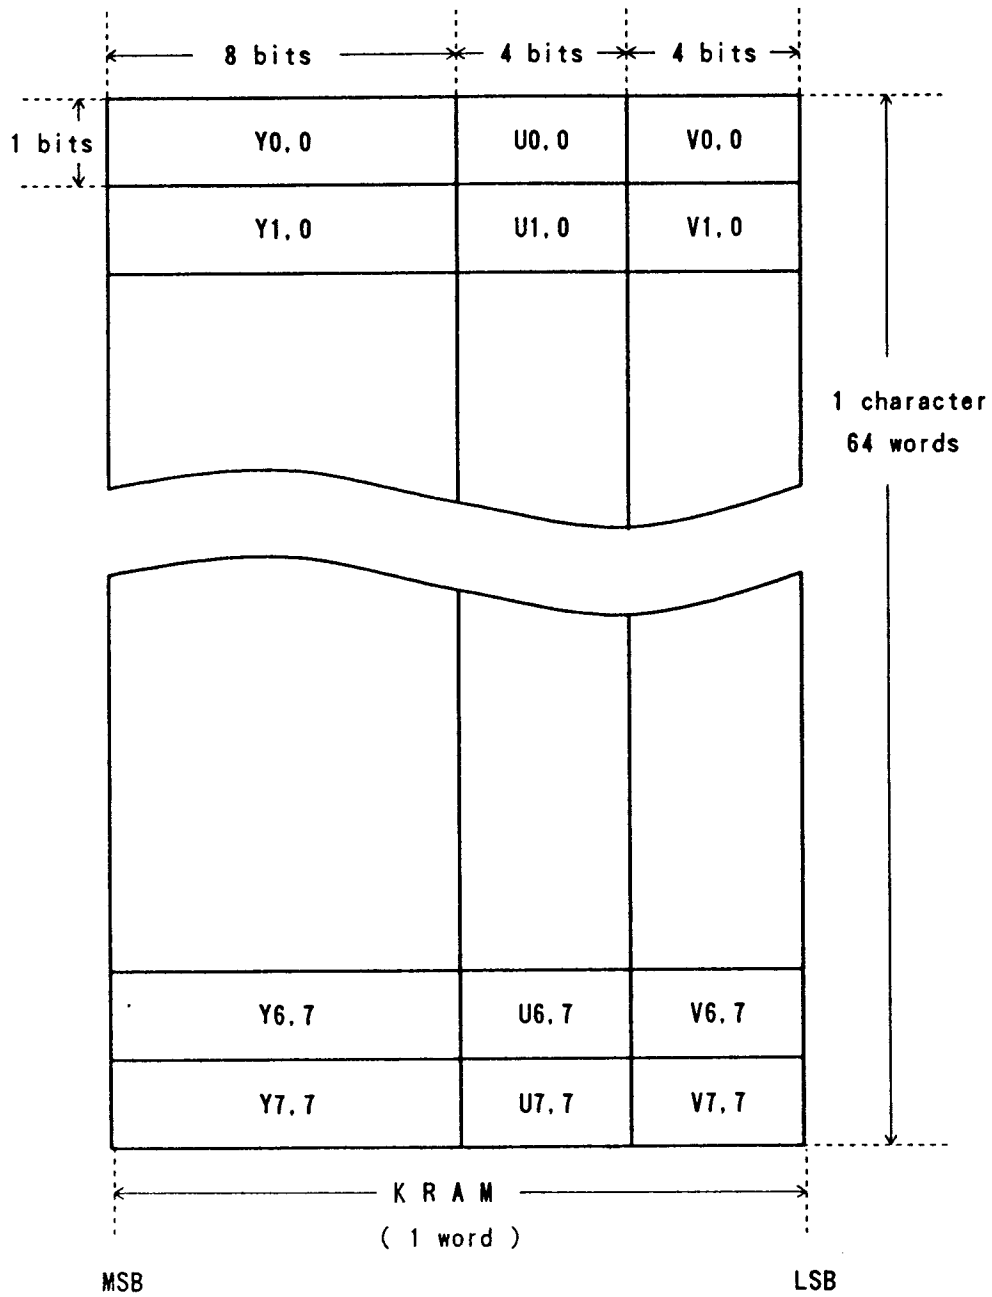 8 bits 4 bits 4 bits
1 bits
Y0,0 U0,0 V0,0
Y1,0 U1,0 V1,0
1 character
64 words
Y6,7 U6,7 V6,7
Y7,7 U7,7 V7,7
KRAM
( 1 word )
MSB LSB